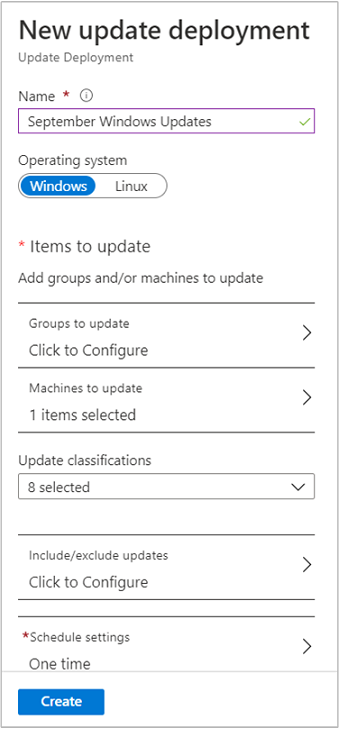 New update deployment
Update Deployment
Name *
September Windows Updates
Operating system
Windows Linux
* Items to update
Add groups and/or machines to update
Groups to update
Click to Configure
Machines to update
1 items selected
Update classifications
8 selected
Include/exclude updates
Click to Configure
*Schedule settings
One time
Create